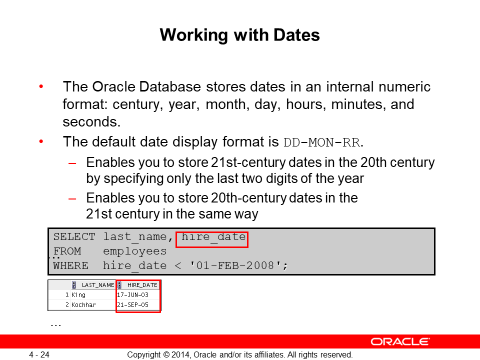 Working with Dates
• The Oracle Database stores dates in an internal numeric
format: century, year, month, day, hours, minutes, and
seconds.
• The default date display format is DD-MON-RR.
– Enables you to store 21st-century dates in the 20th century
by specifying only the last two digits of the year
– Enables you to store 20th-century dates in the
21st century in the same way
SELECT last_name, hire_date
FROM employees
…
WHERE hire_date < '01-FEB-2008';
LAST_NAME HIRE_DATE
1 King 17-JUN-03
2 Kochhar 21-SEP-05
…
ORACLE
4 - 24 Copyright © 2014, Oracle and/or its affiliates. All rights reserved.